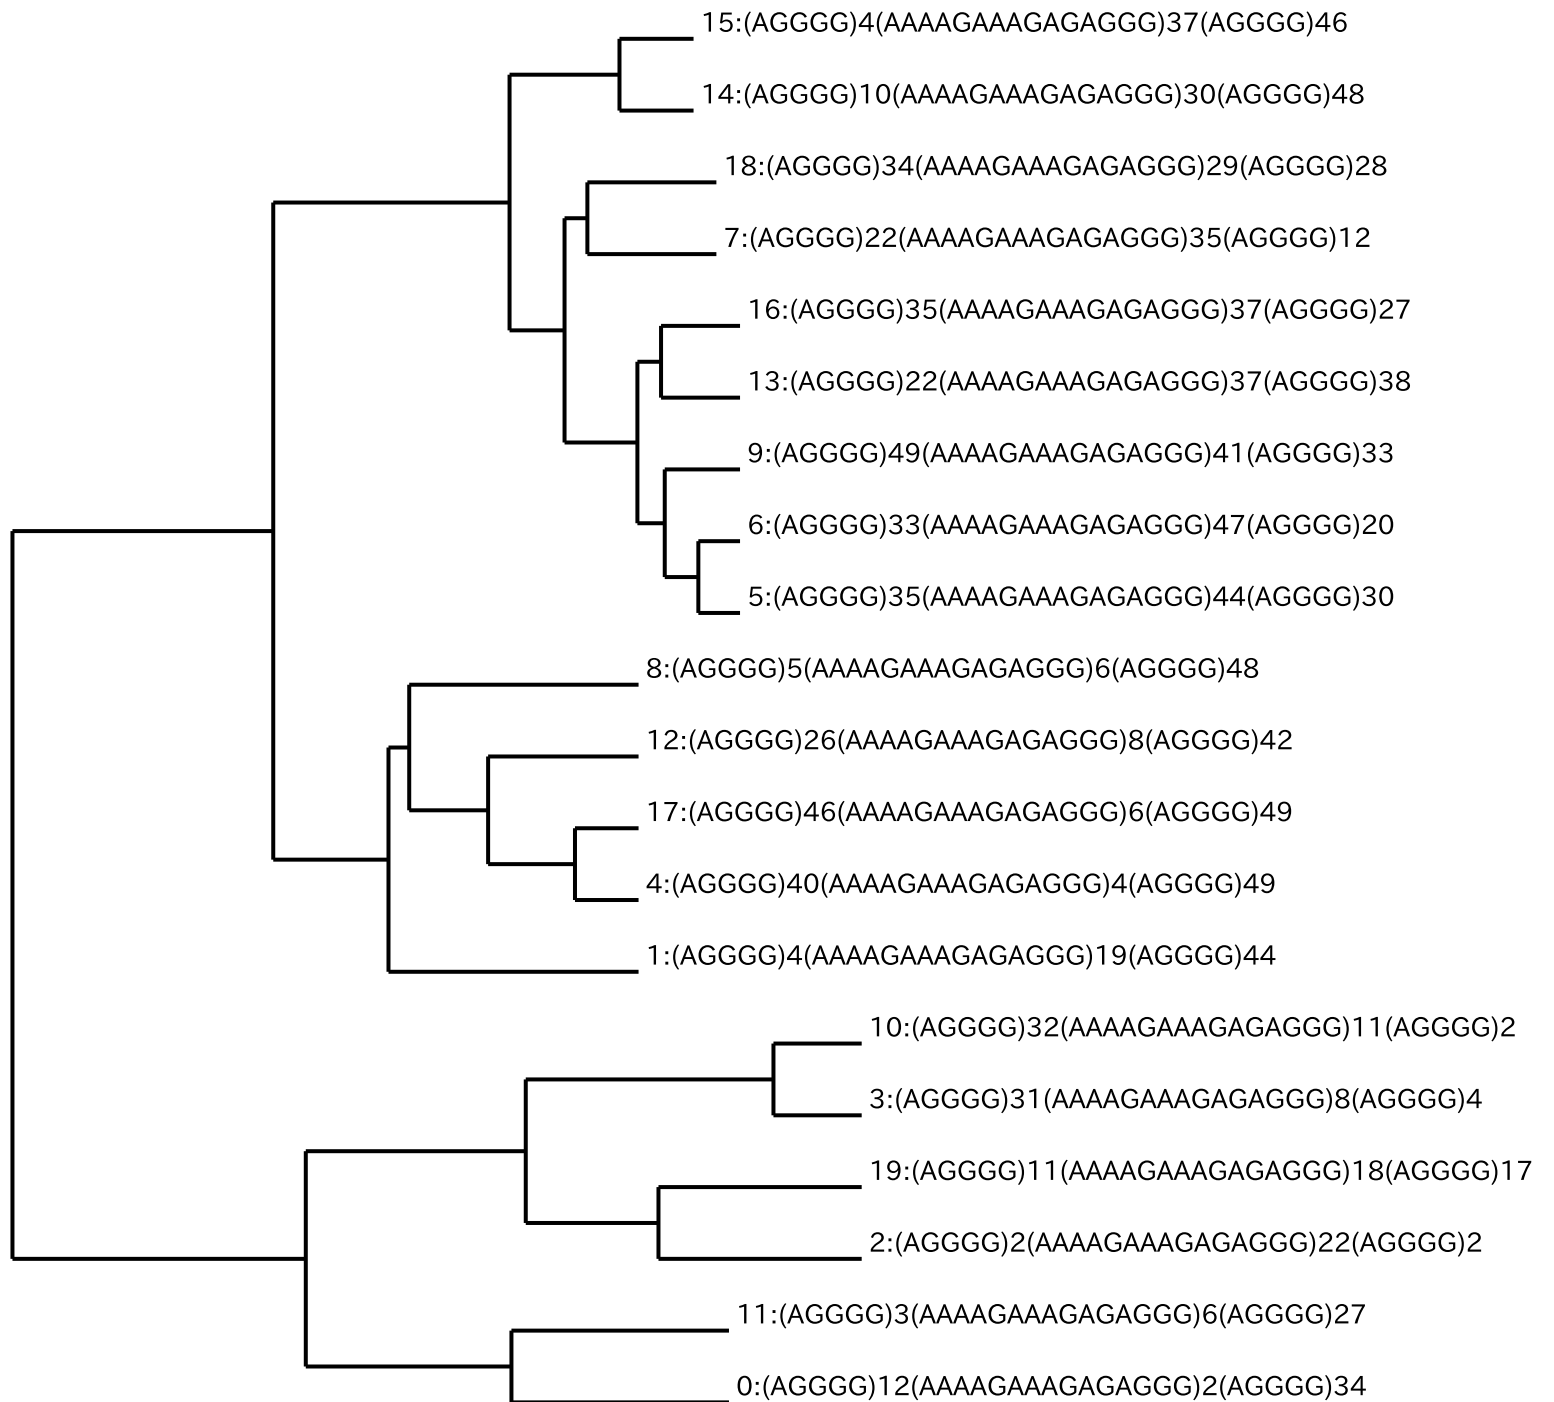 15:(AGGGG)4(AAAAGAAAGAGAGGG)37(AGGGG)46
14:(AGGGG)10(AAAAGAAAGAGAGGG)30(AGGGG)48
18:(AGGGG)34(AAAAGAAAGAGAGGG)29(AGGGG)28
7:(AGGGG)22(AAAAGAAAGAGAGGG)35(AGGGG)12
16:(AGGGG)35(AAAAGAAAGAGAGGG)37(AGGGG)27
13:(AGGGG)22(AAAAGAAAGAGAGGG)37(AGGGG)38
9:(AGGGG)49(AAAAGAAAGAGAGGG)41(AGGGG)33
6:(AGGGG)33(AAAAGAAAGAGAGGG)47(AGGGG)20
5:(AGGGG)35(AAAAGAAAGAGAGGG)44(AGGGG)30
8:(AGGGG)5(AAAAGAAAGAGAGGG)6(AGGGG)48
12:(AGGGG)26(AAAAGAAAGAGAGGG)8(AGGGG)42
17:(AGGGG)46(AAAAGAAAGAGAGGG)6(AGGGG)49
4:(AGGGG)40(AAAAGAAAGAGAGGG)4(AGGGG)49
1:(AGGGG)4(AAAAGAAAGAGAGGG)19(AGGGG)44
10:(AGGGG)32(AAAAGAAAGAGAGGG)11(AGGGG)2
3:(AGGGG)31(AAAAGAAAGAGAGGG)8(AGGGG)4
19:(AGGGG)11(AAAAGAAAGAGAGGG)18(AGGGG)17
2:(AGGGG)2(AAAAGAAAGAGAGGG)22(AGGGG)2
11:(AGGGG)3(AAAAGAAAGAGAGGG)6(AGGGG)27
0:(AGGGG)12(AAAAGAAAGAGAGGG)2(AGGGG)34